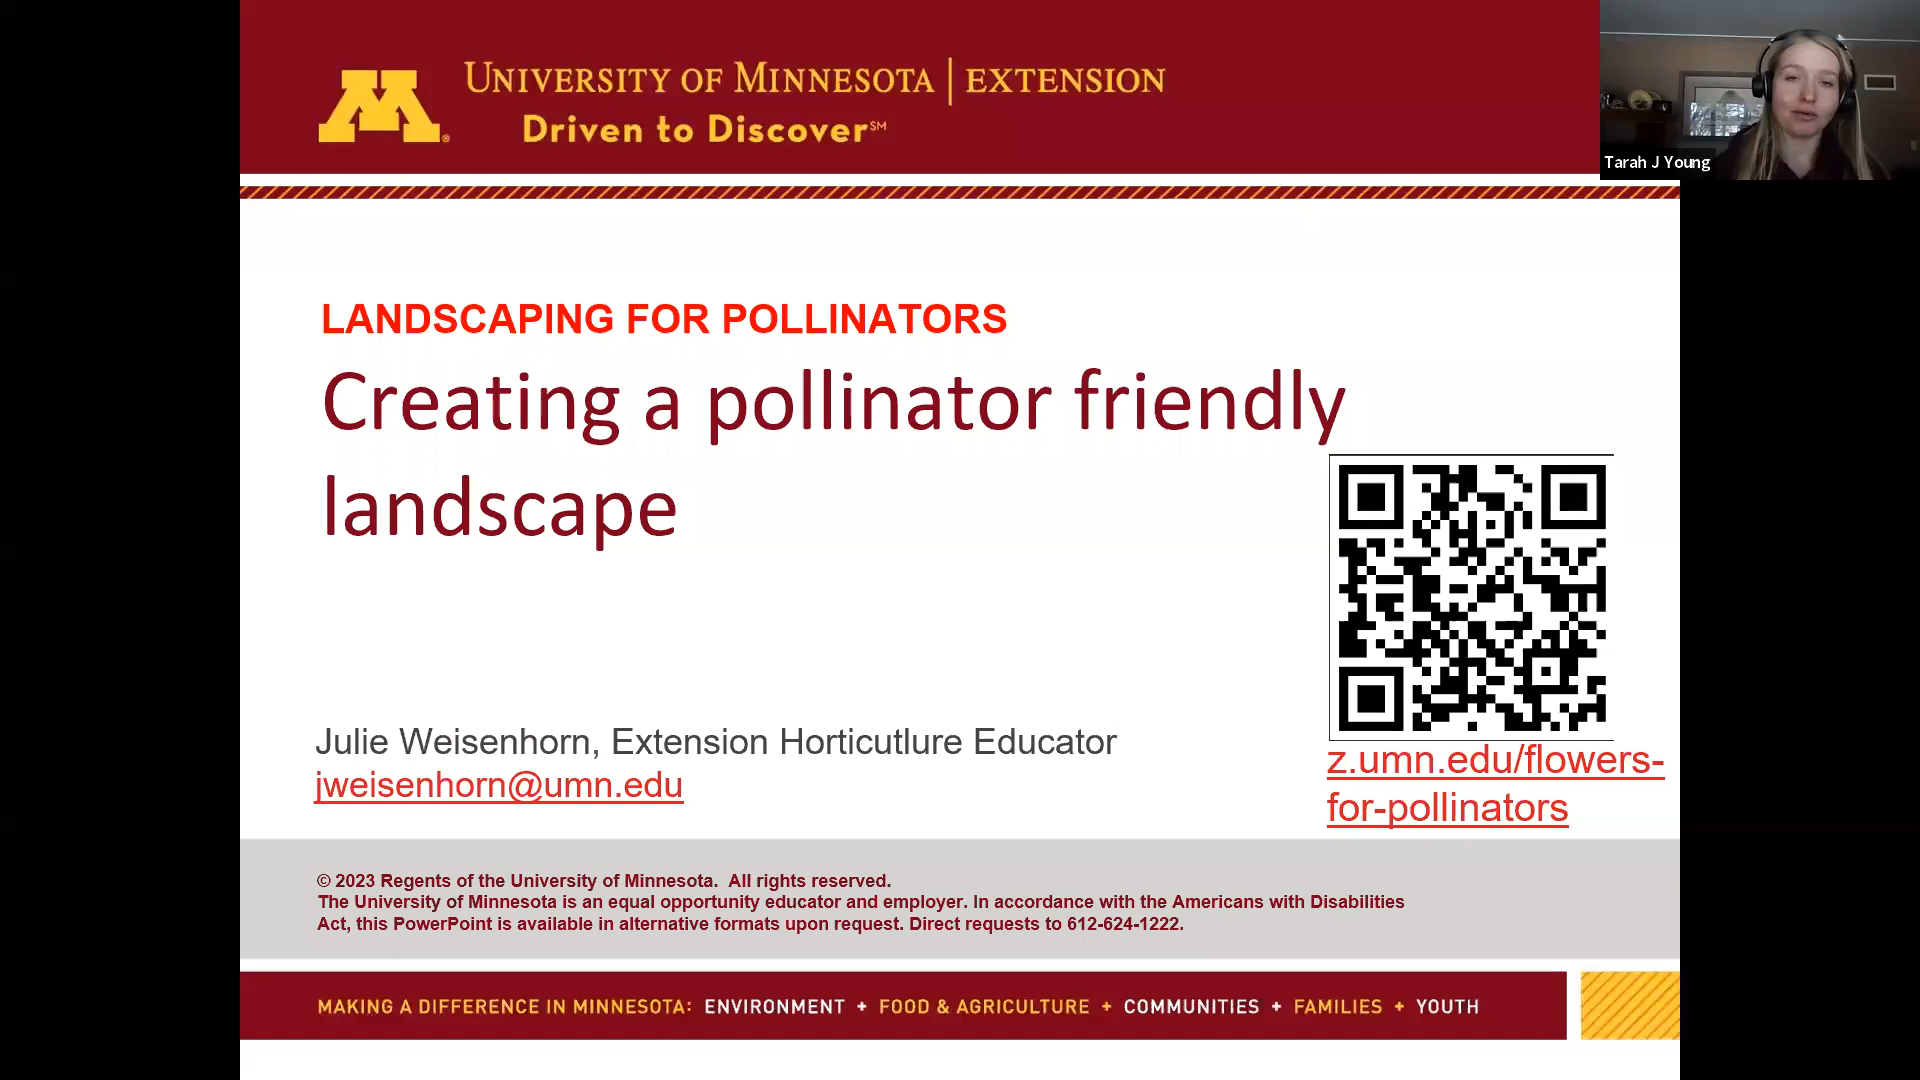 UNIVERSITY OF MINNESOTA | EXTENSION
Driven to Discover℠
Tarah J Young
LANDSCAPING FOR POLLINATORS
Creating a pollinator friendly
landscape
Julie Weisenhorn, Extension Horticutlure Educator
jweisenhorn@umn.edu
z.umn.edu/flowers-
for-pollinators
© 2023 Regents of the University of Minnesota.  All rights reserved.
The University of Minnesota is an equal opportunity educator and employer. In accordance with the Americans with Disabilities
Act, this PowerPoint is available in alternative formats upon request. Direct requests to 612-624-1222.
MAKING A DIFFERENCE IN MINNESOTA: ENVIRONMENT + FOOD & AGRICULTURE + COMMUNITIES + FAMILIES + YOUTH